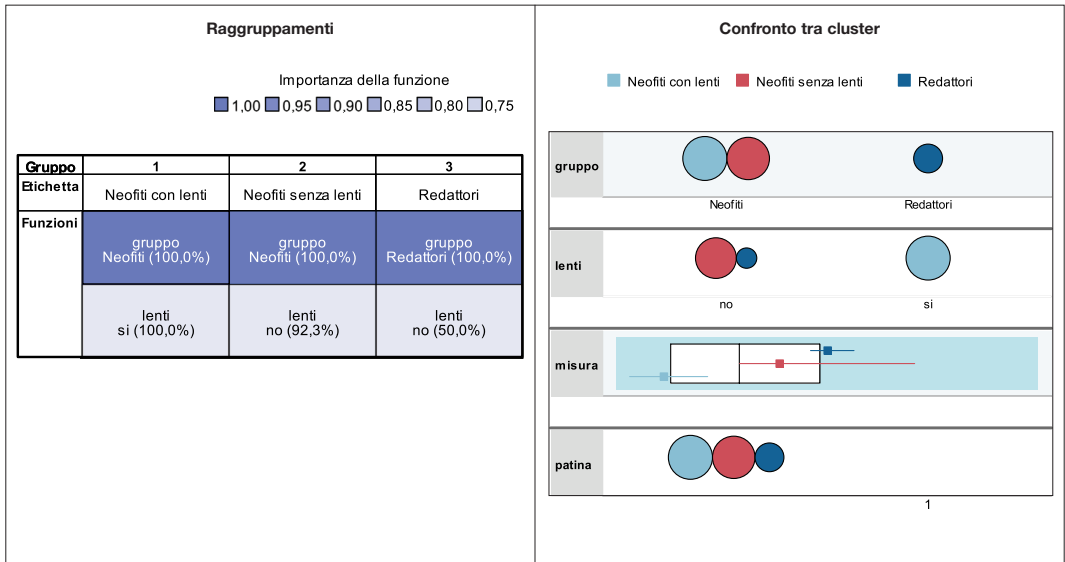 Raggruppamenti
Importanza della funzione
1,00 0,95 0,90 0,85 0,80 0,75
Gruppo 1 2 3
Etichetta Neofiti con lenti Neofiti senza lenti Redattori
Funzioni
gruppo gruppo gruppo
Neofiti (100,0%) Neofiti (100,0%) Redattori (100,0%)
lenti lenti lenti
si (100,0%) no (92,3%) no (50,0%)
Confronto tra cluster
Neofiti con lenti Neofiti senza lenti Redattori
gruppo
Neofiti Redattori
lenti
no si
misura
patina
1